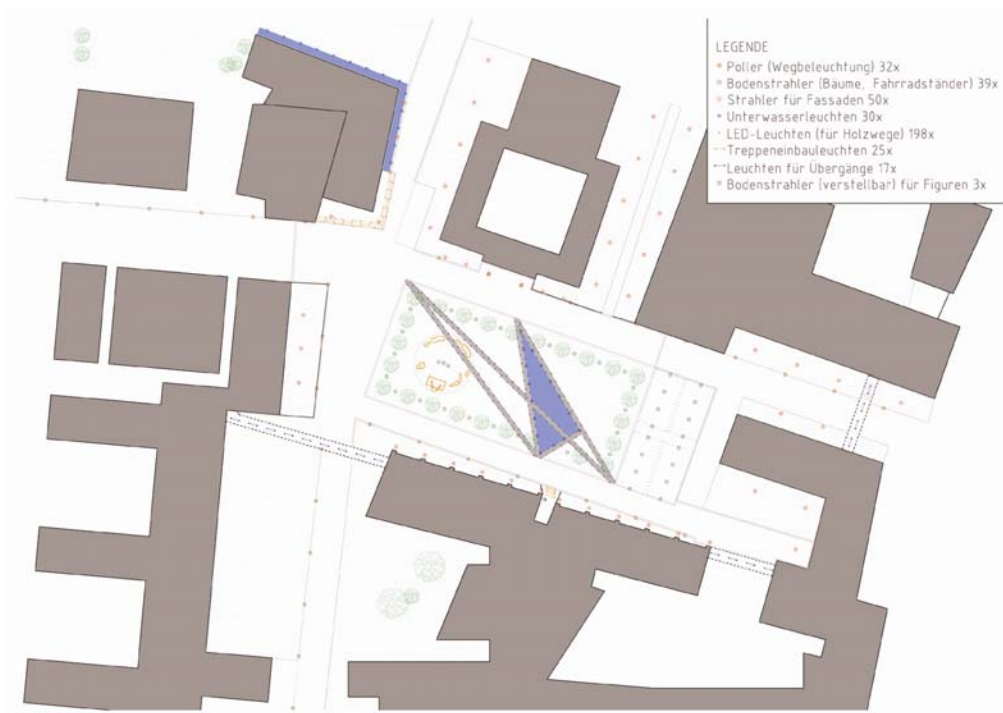 LEGENDE
Poller (Wegbeleuchtung) 32x
Bodenstrahler (Bäume, Fahrradständer) 39x
Strahler für Fassaden 50x
Unterwasserleuchten 30x
LED-Leuchten (für Holzwege) 198x
Treppeneinbauleuchten 25x
Leuchten für Übergänge 17x
Bodenstrahler (verstellbar) für Figuren 3x